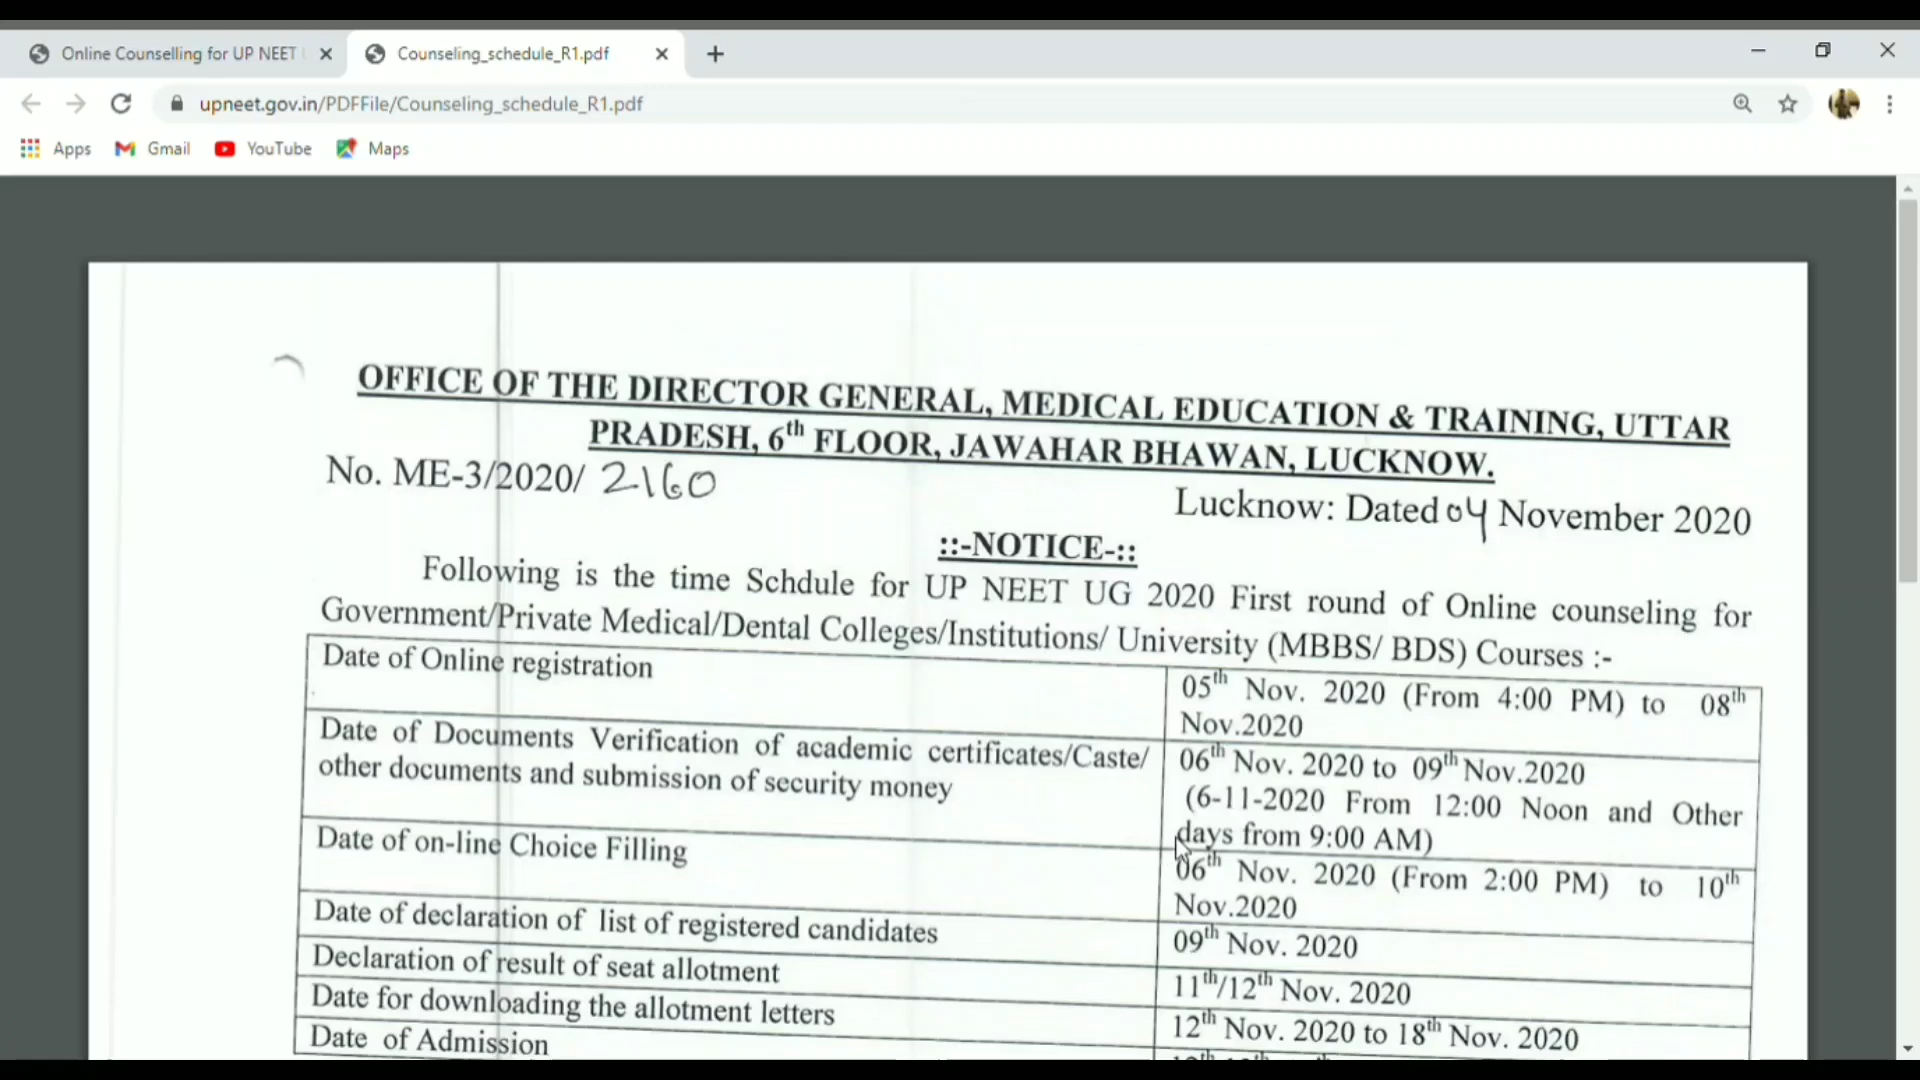 Online Counselling for UP NEET
Counseling_schedule_R1.pdf
upneet.gov.in/PDFFile/Counseling_schedule_R1.pdf
Apps Gmail YouTube Maps
OFFICE OF THE DIRECTOR GENERAL, MEDICAL EDUCATION & TRAINING, UTTAR
PRADESH, 6th FLOOR, JAWAHAR BHAWAN, LUCKNOW.
No. ME-3/2020/ 2160
Lucknow: Dated 04 November 2020
::-NOTICE-::
Following is the time Schdule for UP NEET UG 2020 First round of Online counseling for
Government/Private Medical/Dental Colleges/Institutions/ University (MBBS/ BDS) Courses :-
Date of Online registration
05th Nov. 2020 (From 4:00 PM) to 08th
Nov.2020
Date of Documents Verification of academic certificates/Caste/
other documents and submission of security money
06th Nov. 2020 to 09th Nov.2020
(6-11-2020 From 12:00 Noon and Other
days from 9:00 AM)
Date of on-line Choice Filling
06th Nov. 2020 (From 2:00 PM) to 10th
Nov.2020
Date of declaration of list of registered candidates
09th Nov. 2020
Declaration of result of seat allotment
11th/12th Nov. 2020
Date for downloading the allotment letters
12th Nov. 2020 to 18th Nov. 2020
Date of Admission